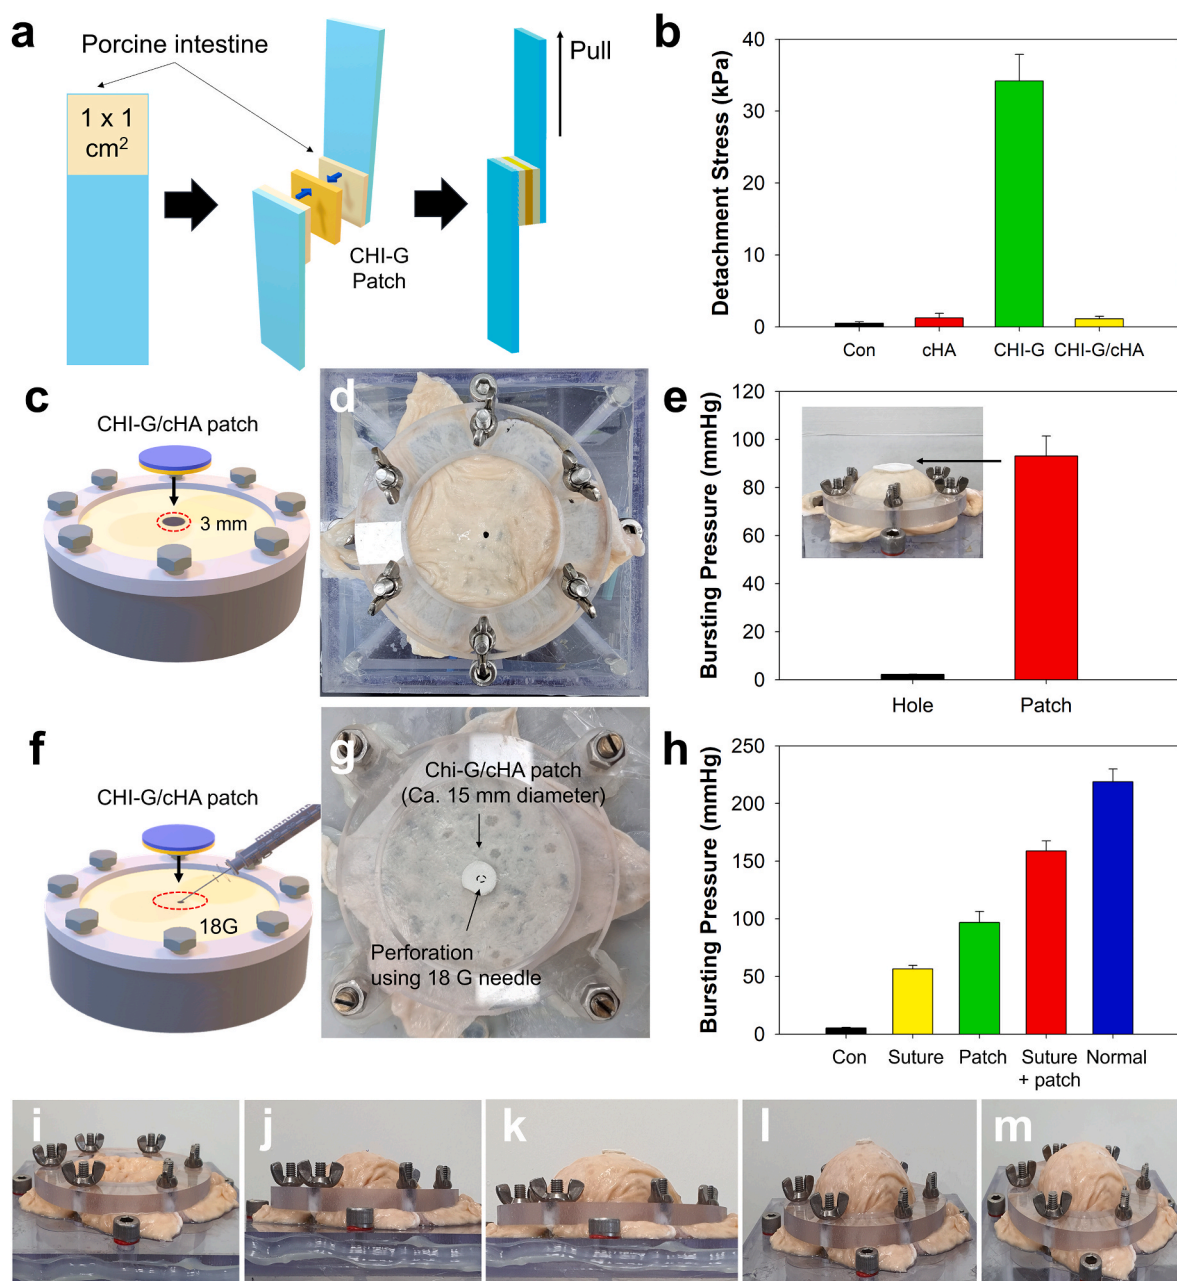 a
Porcine intestine
1 x 1
cm²
CHI-G
Patch
Pull
b
Detachment Stress (kPa)
40
30
20
10
0
Con
cHA
CHI-G
CHI-G/cHA
c
CHI-G/cHA patch
3 mm
d
e
Bursting Pressure (mmHg)
120
100
80
60
40
20
0
Hole
Patch
f
CHI-G/cHA patch
18G
g
Chi-G/cHA patch
(Ca. 15 mm diameter)
Perforation
using 18 G needle
h
Bursting Pressure (mmHg)
250
200
150
100
50
0
Con
Suture
Patch
Suture
+ patch
Normal
i
j
k
l
m